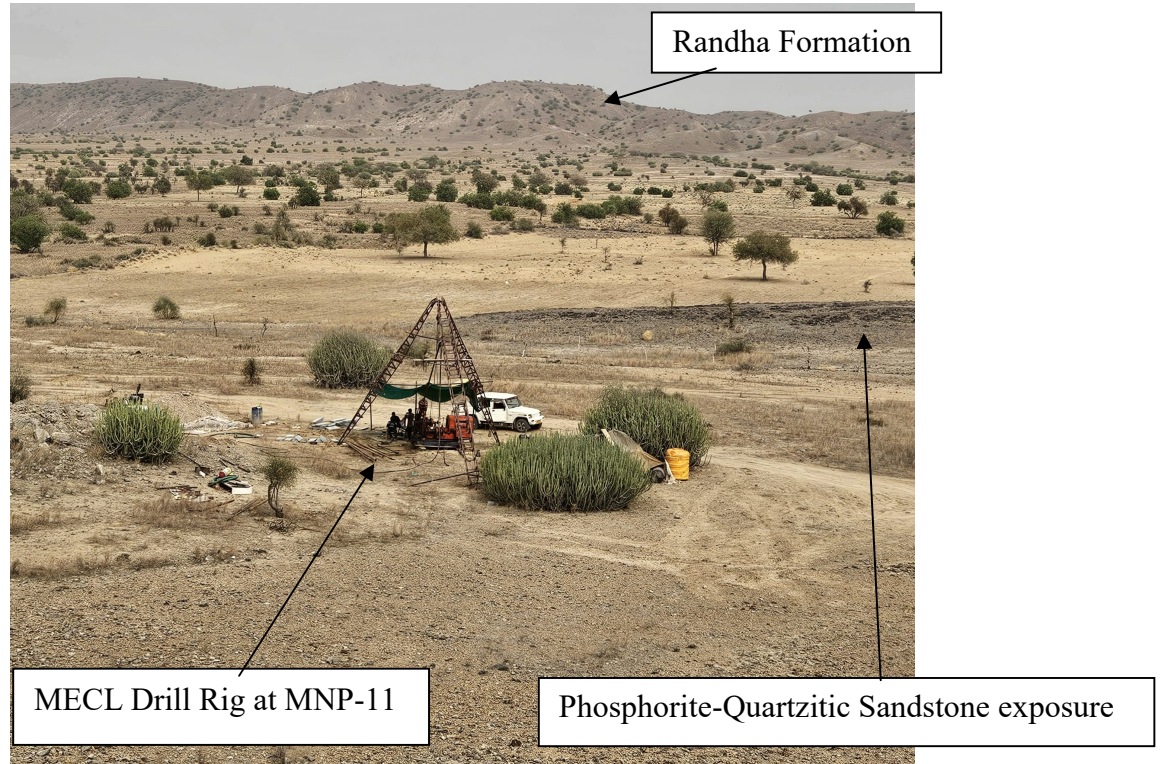 Randha Formation
MECL Drill Rig at MNP-11
Phosphorite-Quartzitic Sandstone exposure